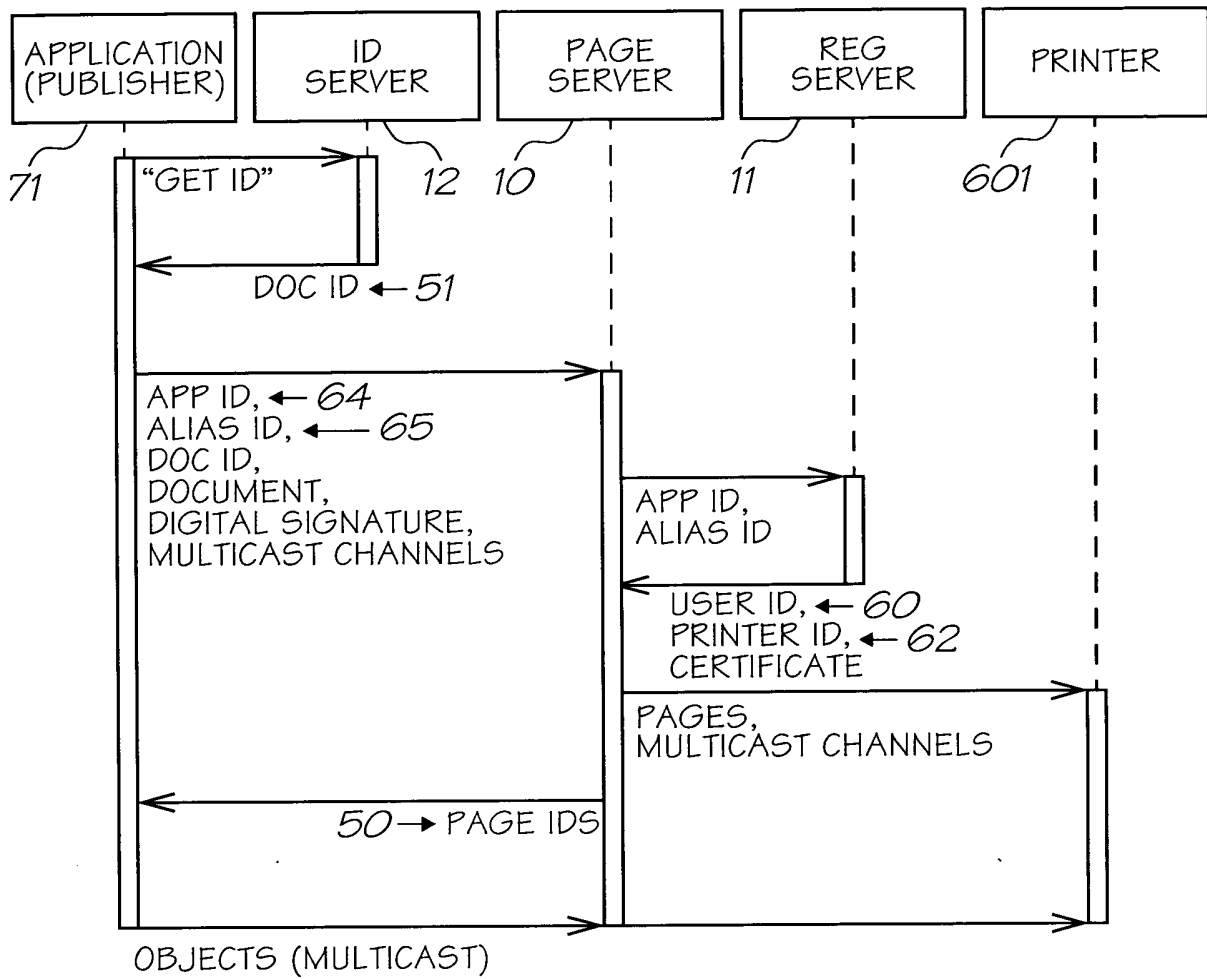 APPLICATION
(PUBLISHER)
ID
SERVER
PAGE
SERVER
REG
SERVER
PRINTER
71
12
10
11
601
"GET ID"
DOC ID ← 51
APP ID, ← 64
ALIAS ID, ← 65
DOC ID,
DOCUMENT,
DIGITAL SIGNATURE,
MULTICAST CHANNELS
APP ID,
ALIAS ID
USER ID, ← 60
PRINTER ID, ← 62
CERTIFICATE
PAGES,
MULTICAST CHANNELS
50 → PAGE IDS
OBJECTS (MULTICAST)